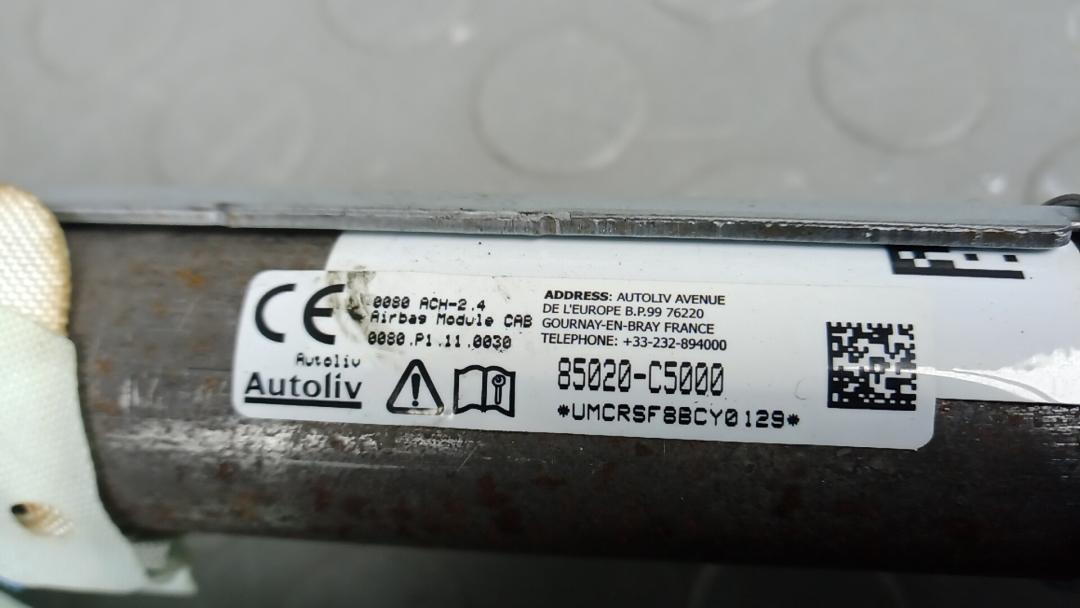 CE
0080 ACH-2.4
Airbag Module CAB
0080.P1.11.0030
Autoliv
Autoliv
ADDRESS: AUTOLIV AVENUE
DE L'EUROPE B.P.99 76220
GOURNAY-EN-BRAY FRANCE
TELEPHONE: +33-232-894000
85020-C5000
*UMCRSF8BCY0129*